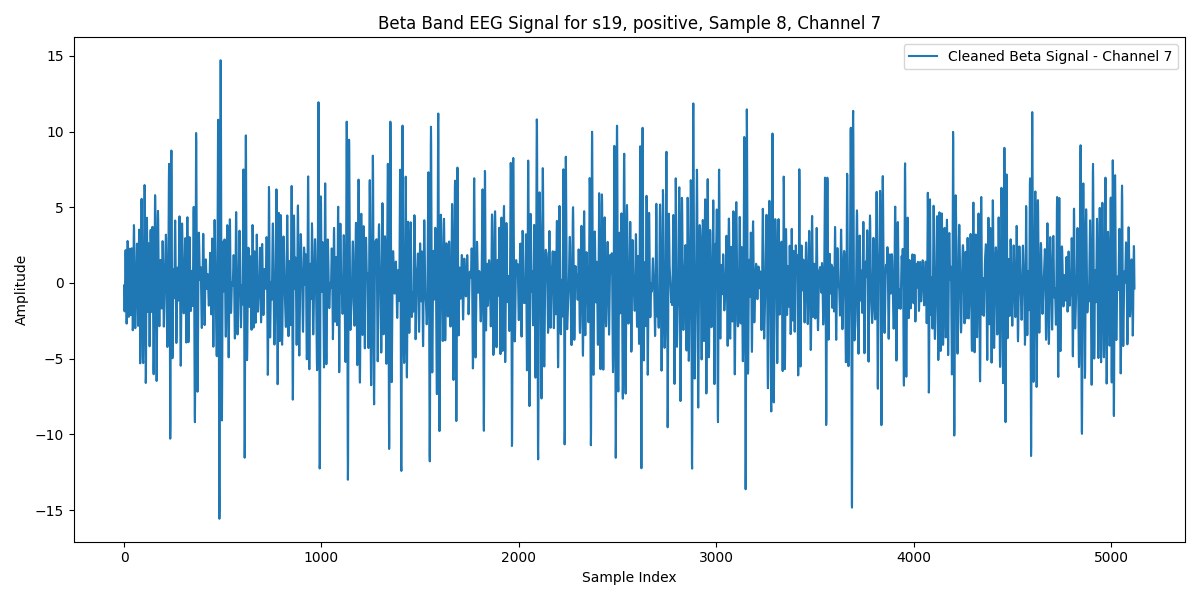 Beta Band EEG Signal for s19, positive, Sample 8, Channel 7
Cleaned Beta Signal - Channel 7
Amplitude
15
10
5
0
−5
−10
−15
0 1000 2000 3000 4000 5000
Sample Index